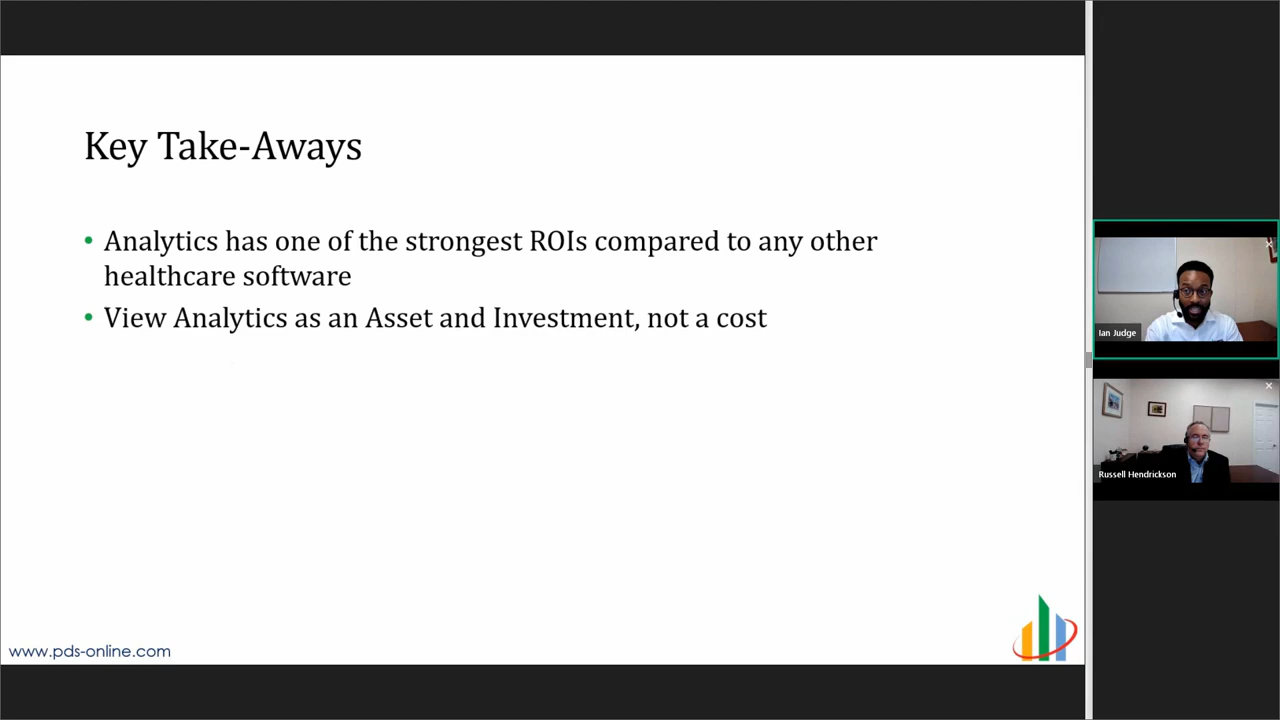 Key Take-Aways
• Analytics has one of the strongest ROIs compared to any other
healthcare software
• View Analytics as an Asset and Investment, not a cost
www.pds-online.com
Ian Judge
Russell Hendrickson